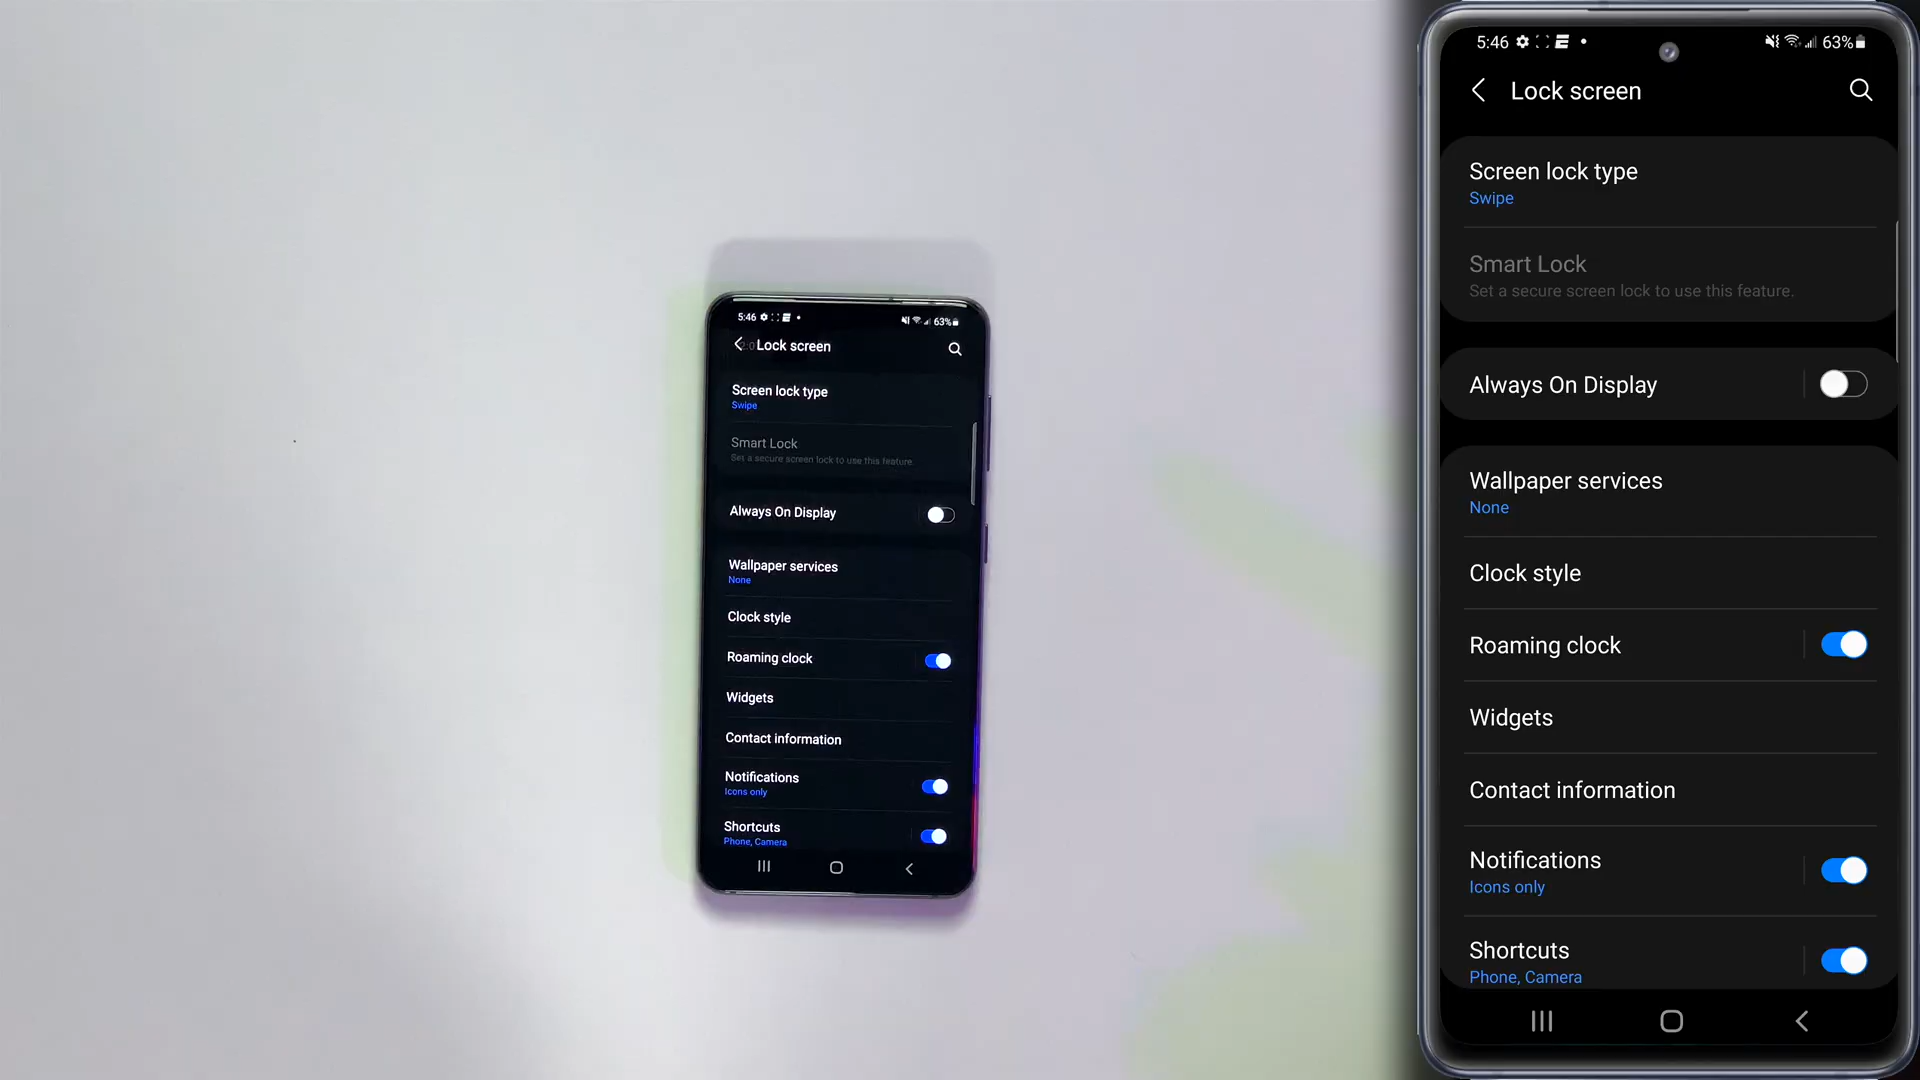 5:46
63%
Lock screen
Screen lock type
Swipe
Smart Lock
Set a secure screen lock to use this feature.
Always On Display
Wallpaper services
None
Clock style
Roaming clock
Widgets
Contact information
Notifications
Icons only
Shortcuts
Phone, Camera
5:46
63%
Lock screen
Screen lock type
Swipe
Smart Lock
Set a secure screen lock to use this feature.
Always On Display
Wallpaper services
None
Clock style
Roaming clock
Widgets
Contact information
Notifications
Icons only
Shortcuts
Phone, Camera